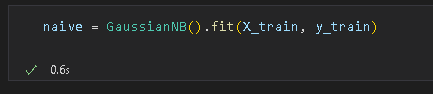 naive = GaussianNB().fit(X_train, y_train)
0.6s